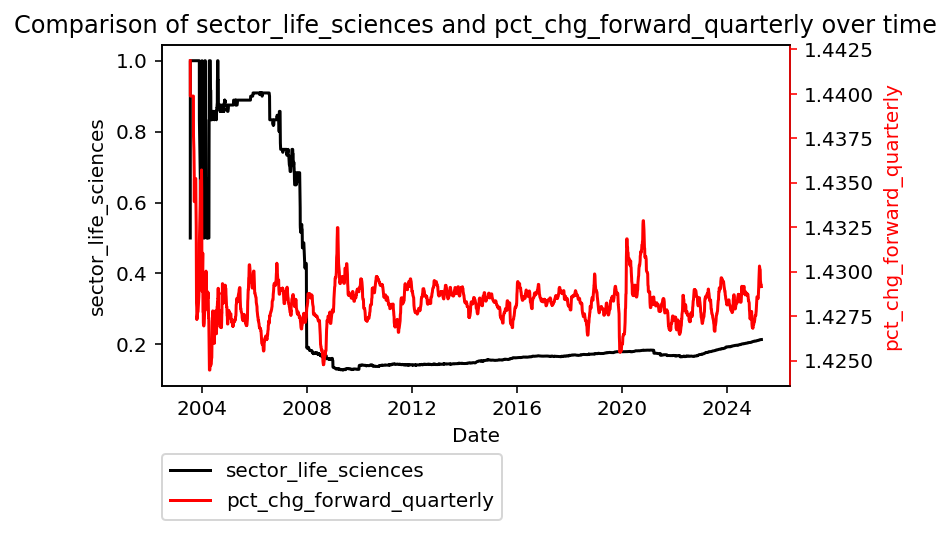 Comparison of sector_life_sciences and pct_chg_forward_quarterly over time
1.0
0.8
0.6
0.4
0.2
sector_life_sciences
1.4425
1.4400
1.4375
1.4350
1.4325
1.4300
1.4275
1.4250
pct_chg_forward_quarterly
2004 2008 2012 2016 2020 2024
Date
sector_life_sciences
pct_chg_forward_quarterly